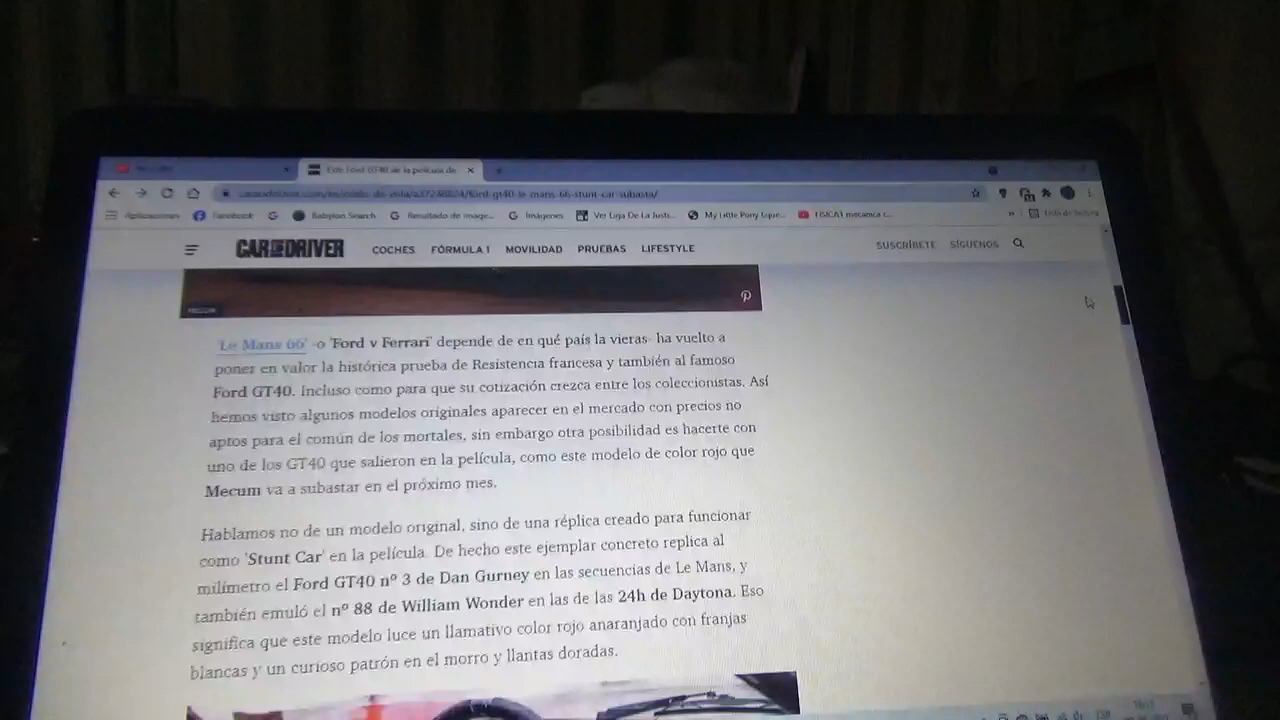 Este Ford GT40 de la película de
caranddriver.com/es/coches/planeta-motor/
Aplicaciones Facebook Babylon Search Resultado de image... Imágenes Ver Liga De La Justi... My Little Pony Eque... FISICA1 mecanica c... » Lista de lectura
CAR AND DRIVER COCHES FÓRMULA 1 MOVILIDAD PRUEBAS LIFESTYLE SUSCRÍBETE SÍGUENOS
MECUM
'Le Mans 66' -o 'Ford v Ferrari' depende de en qué país la vieras- ha vuelto a
poner en valor la histórica prueba de Resistencia francesa y también al famoso
Ford GT40. Incluso como para que su cotización crezca entre los coleccionistas. Así
hemos visto algunos modelos originales aparecer en el mercado con precios no
aptos para el común de los mortales, sin embargo otra posibilidad es hacerte con
uno de los GT40 que salieron en la película, como este modelo de color rojo que
Mecum va a subastar en el próximo mes.
Hablamos no de un modelo original, sino de una réplica creado para funcionar
como 'Stunt Car' en la película. De hecho este ejemplar concreto replica al
milímetro el Ford GT40 nº 3 de Dan Gurney en las secuencias de Le Mans, y
también emuló el nº 88 de William Wonder en las de las 24h de Daytona. Eso
significa que este modelo luce un llamativo color rojo anaranjado con franjas
blancas y un curioso patrón en el morro y llantas doradas.